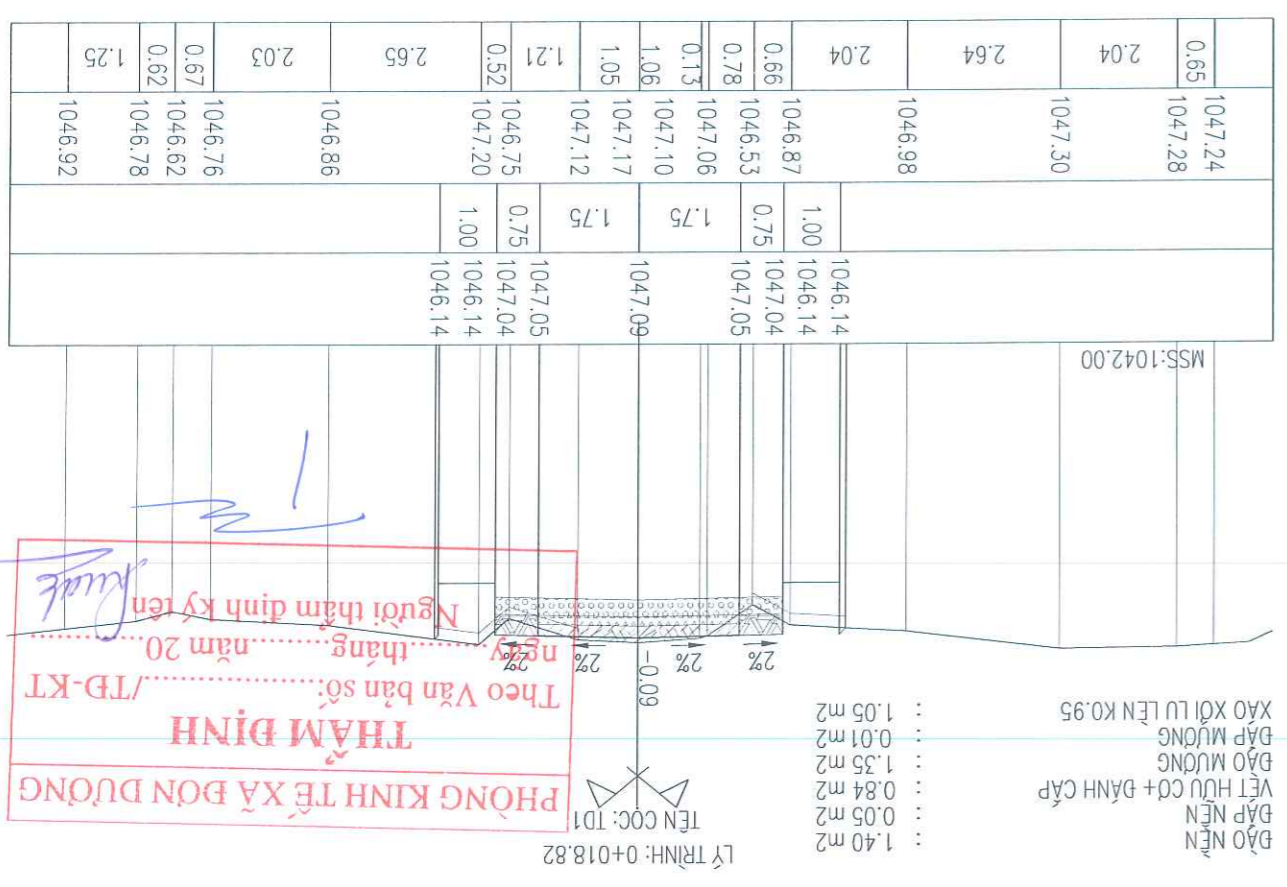 LÝ TRÌNH: 0+018.82
TÊN CỌC: TD1
ĐÀO NỀN : 1.40 m2
ĐẮP NỀN : 0.05 m2
VÉT HỮU CƠ+ ĐÁNH CẤP : 0.84 m2
ĐÀO MƯƠNG : 1.35 m2
ĐẮP MƯƠNG : 0.01 m2
XÁO XỚI LU LÈN K0.95 : 1.05 m2
PHÒNG KINH TẾ XÃ ĐƠN DƯƠNG
THẨM ĐỊNH
Theo Văn bản số:................/TĐ-KT
ngày........tháng........năm 20............
Người thẩm định ký tên
-0.09
2% 2% 2% 2%
MSS:1042.00
1046.14 1046.14 1047.04 1047.05 1047.09 1047.05 1047.04 1046.14 1046.14
1.00 0.75 1.75 1.75 0.75 1.00
1047.24 1047.28 1047.30 1046.98 1046.87 1046.53 1047.06 1047.10 1047.17 1047.12 1046.75 1047.20 1046.86 1046.76 1046.62 1046.78 1046.92
0.65 2.04 2.64 2.04 0.66 0.78 0.13 1.06 1.05 1.21 0.52 2.65 2.03 0.67 0.62 1.25